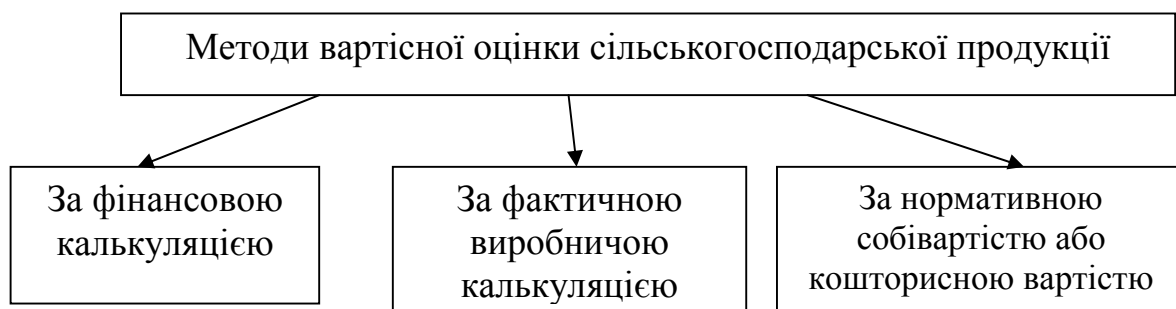 Методи вартісної оцінки сільськогосподарської продукції
За фінансовою
калькуляцією
За фактичною
виробничою
калькуляцією
За нормативною
собівартістю або
кошторисною вартістю